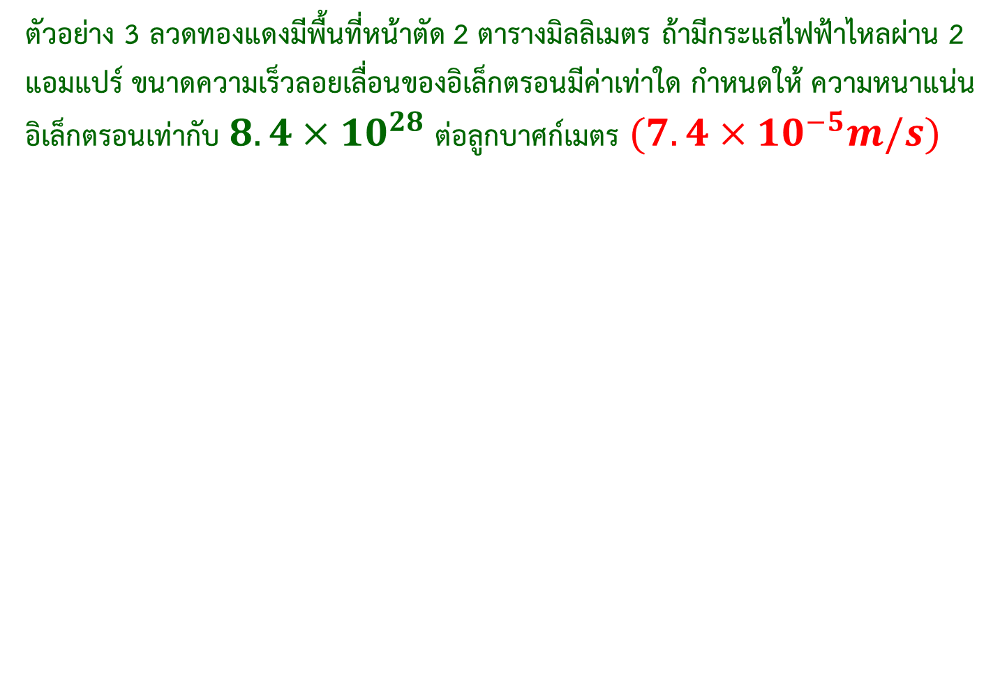 ตัวอย่าง 3 ลวดทองแดงมีพื้นที่หน้าตัด 2 ตารางมิลลิเมตร ถ้ามีกระแสไฟฟ้าไหลผ่าน 2
แอมแปร์ ขนาดความเร็วลอยเลื่อนของอิเล็กตรอนมีค่าเท่าใด กำหนดให้ ความหนาแน่น
อิเล็กตรอนเท่ากับ 8.4 × 10²⁸ ต่อลูกบาศก์เมตร (7.4 × 10⁻⁵m/s)